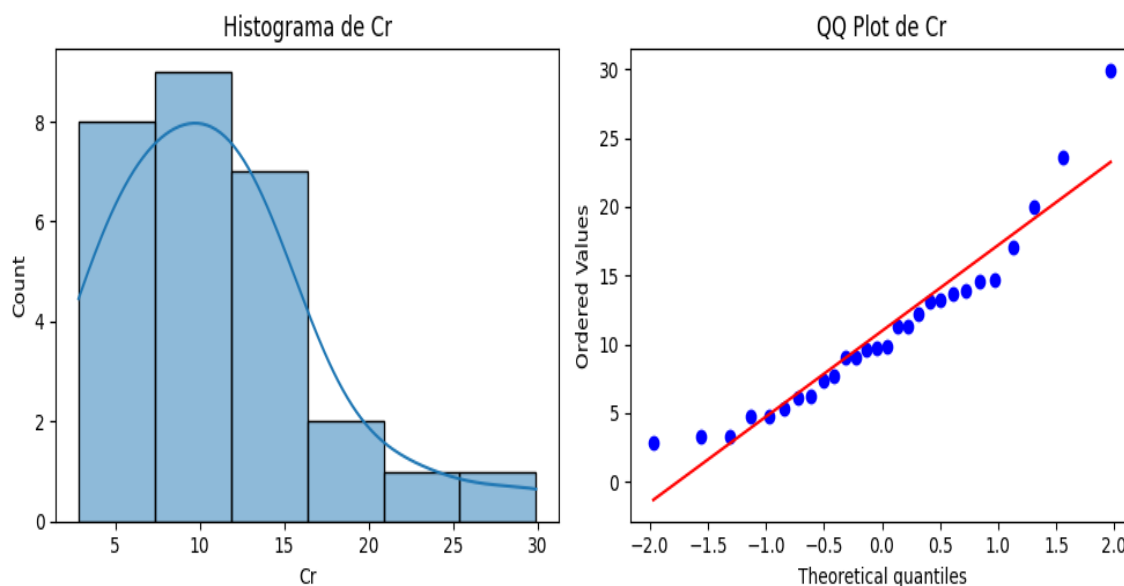 Histograma de Cr
Count
8
6
4
2
0
5 10 15 20 25 30
Cr
QQ Plot de Cr
Ordered Values
30
25
20
15
10
5
0
−2.0 −1.5 −1.0 −0.5 0.0 0.5 1.0 1.5 2.0
Theoretical quantiles